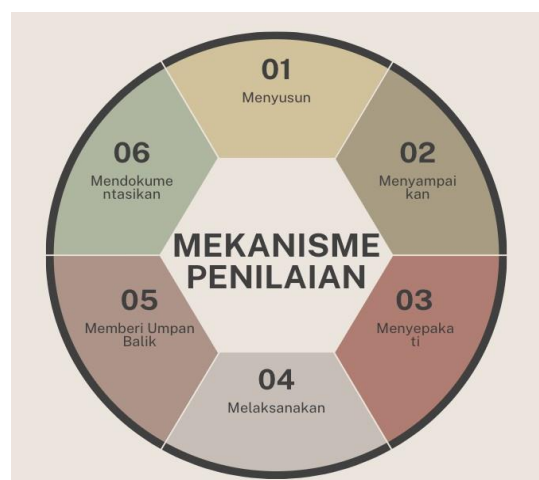 01
Menyusun
02
Menyampai
kan
03
Menyepaka
ti
04
Melaksanakan
05
Memberi Umpan
Balik
06
Mendokume
ntasikan
MEKANISME
PENILAIAN